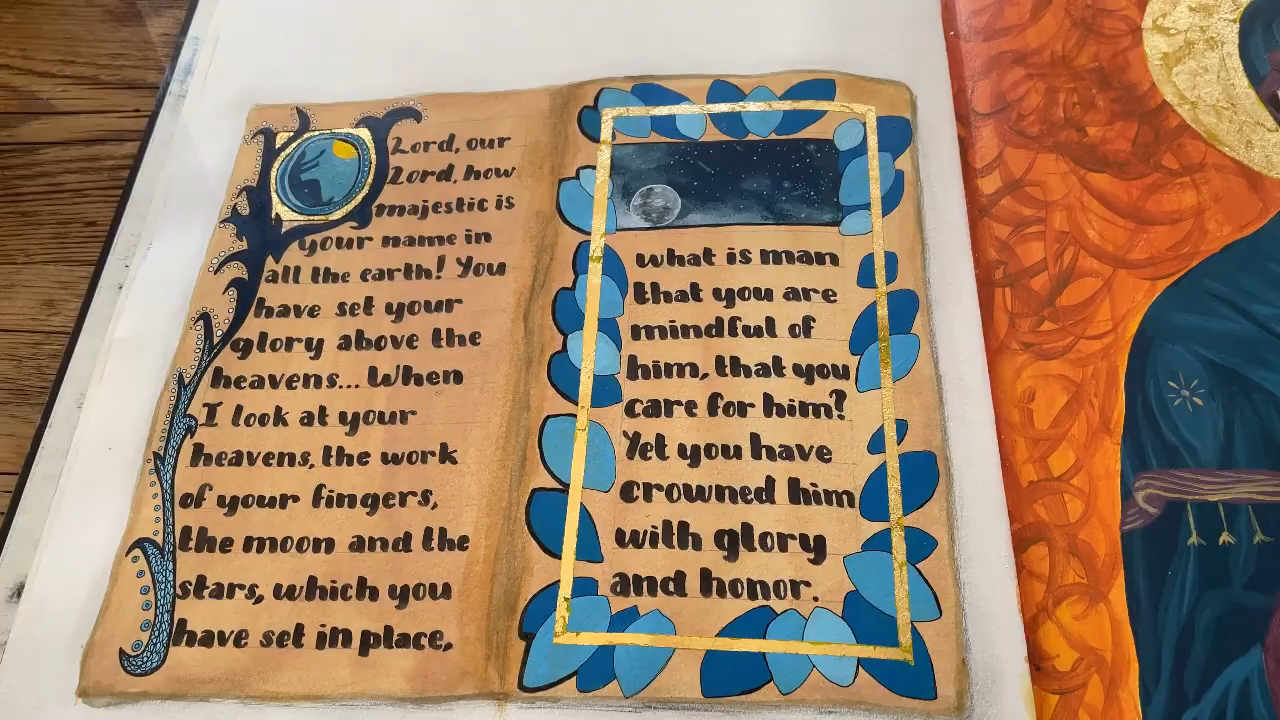 Lord, our
Lord, how
majestic is
your name in
all the earth! You
have set your
glory above the
heavens... When
I look at your
heavens, the work
of your fingers,
the moon and the
stars, which you
have set in place,
what is man
that you are
mindful of
him, that you
care for him?
Yet you have
crowned him
with glory
and honor.